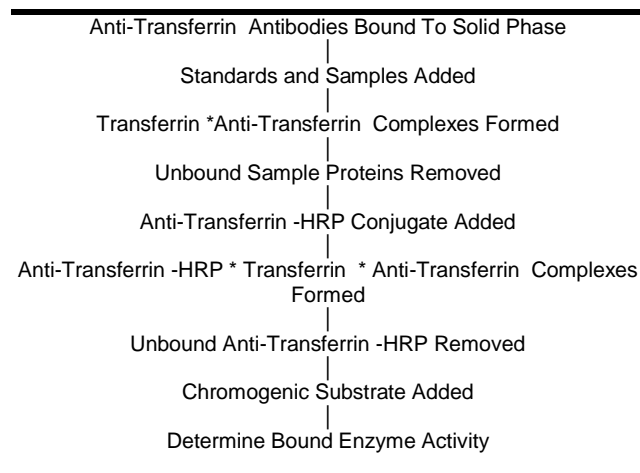 Anti-Transferrin Antibodies Bound To Solid Phase
Standards and Samples Added
Transferrin *Anti-Transferrin Complexes Formed
Unbound Sample Proteins Removed
Anti-Transferrin -HRP Conjugate Added
Anti-Transferrin -HRP * Transferrin * Anti-Transferrin Complexes
Formed
Unbound Anti-Transferrin -HRP Removed
Chromogenic Substrate Added
Determine Bound Enzyme Activity